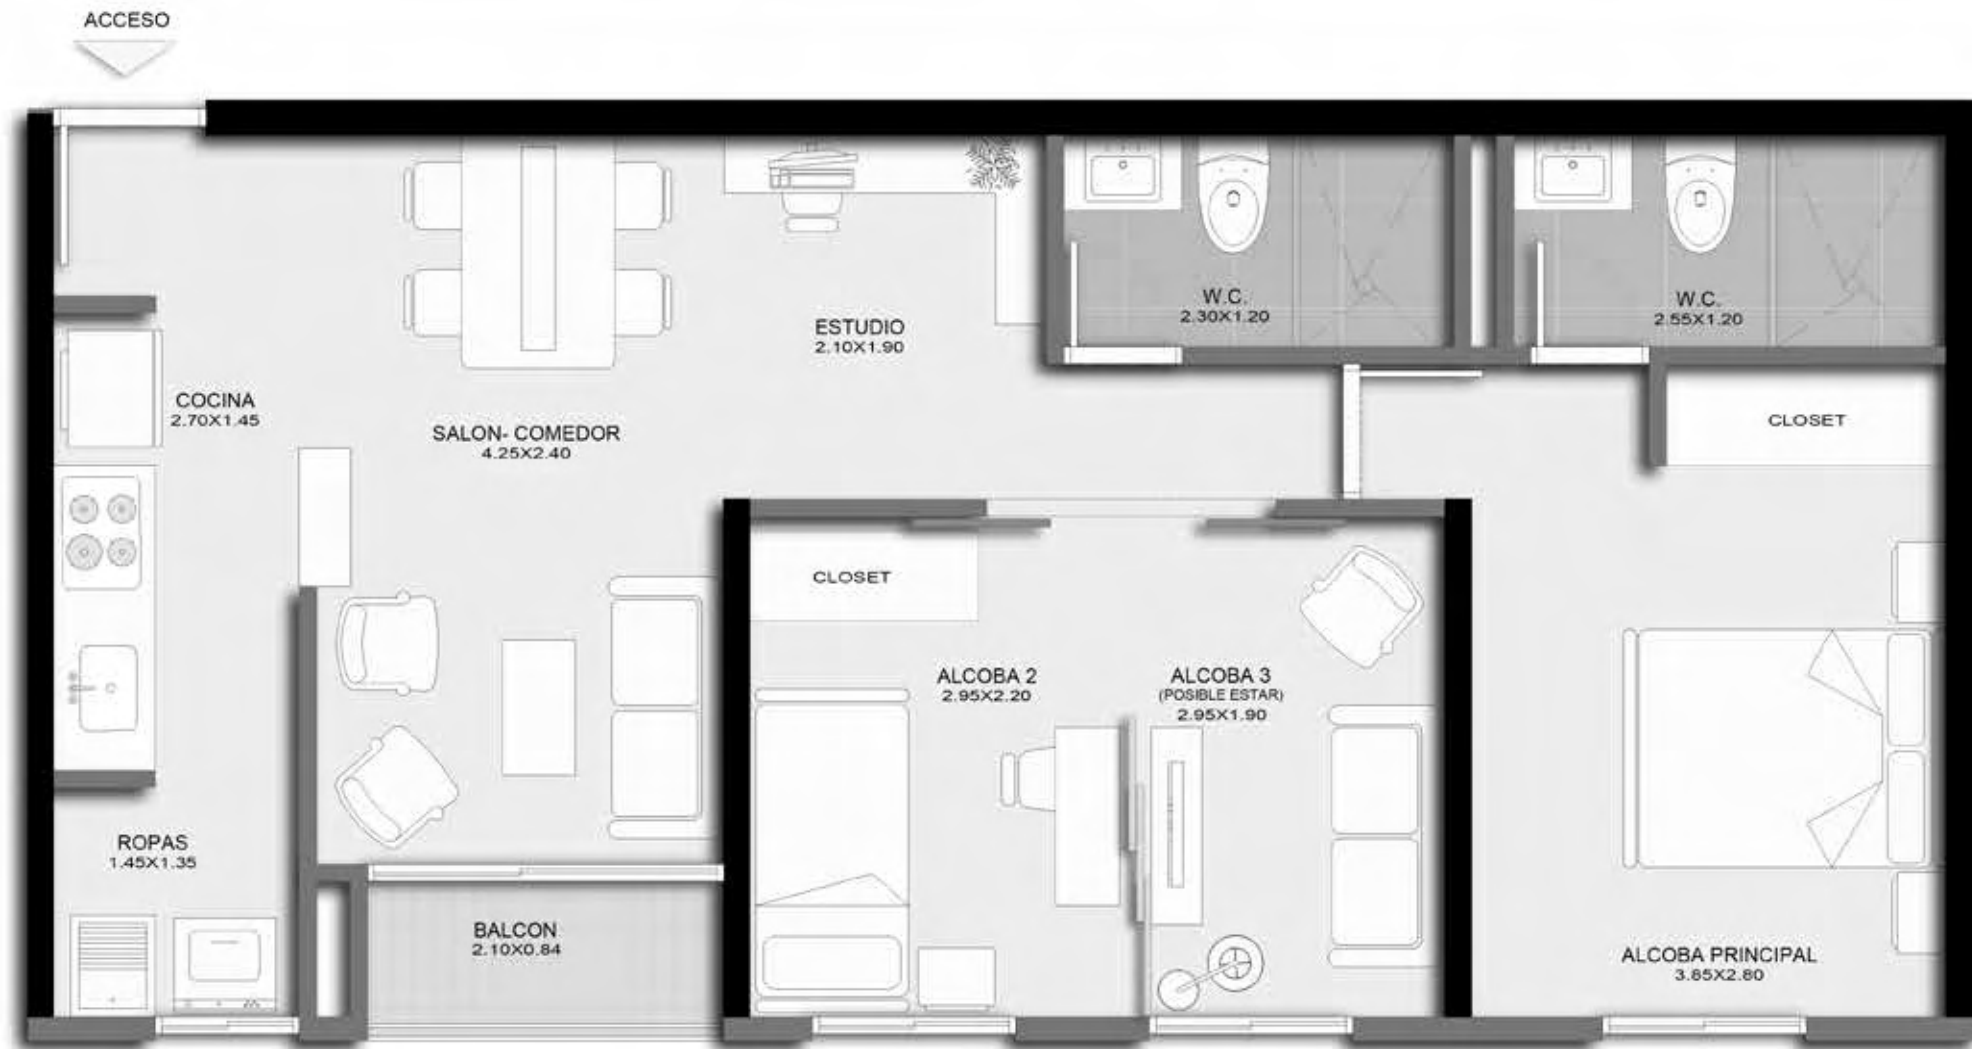 ACCESO
W.C.
2.30X1.20
W.C.
2.55X1.20
ESTUDIO
2.10X1.90
COCINA
2.70X1.45
SALON- COMEDOR
4.25X2.40
CLOSET
CLOSET
ALCOBA 2
2.95X2.20
ALCOBA 3
(POSIBLE ESTAR)
2.95X1.90
ROPAS
1.45X1.35
BALCON
2.10X0.84
ALCOBA PRINCIPAL
3.85X2.80